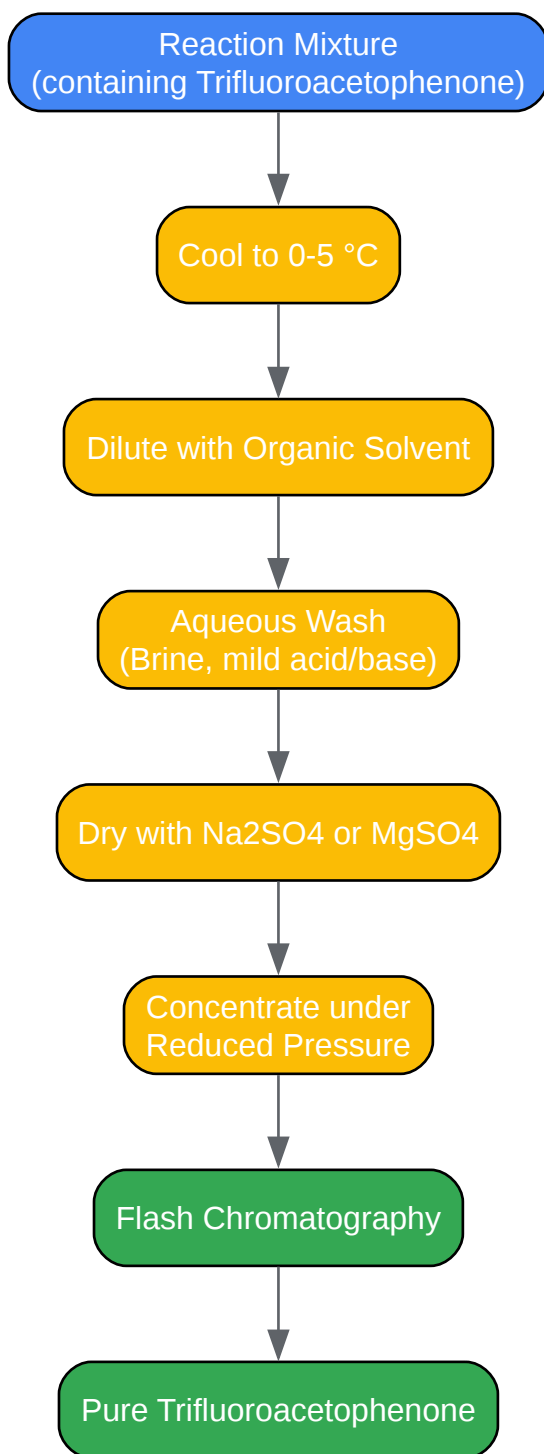 Reaction Mixture
(containing Trifluoroacetophenone)
Cool to 0-5 °C
Dilute with Organic Solvent
Aqueous Wash
(Brine, mild acid/base)
Dry with Na2SO4 or MgSO4
Concentrate under
Reduced Pressure
Flash Chromatography
Pure Trifluoroacetophenone